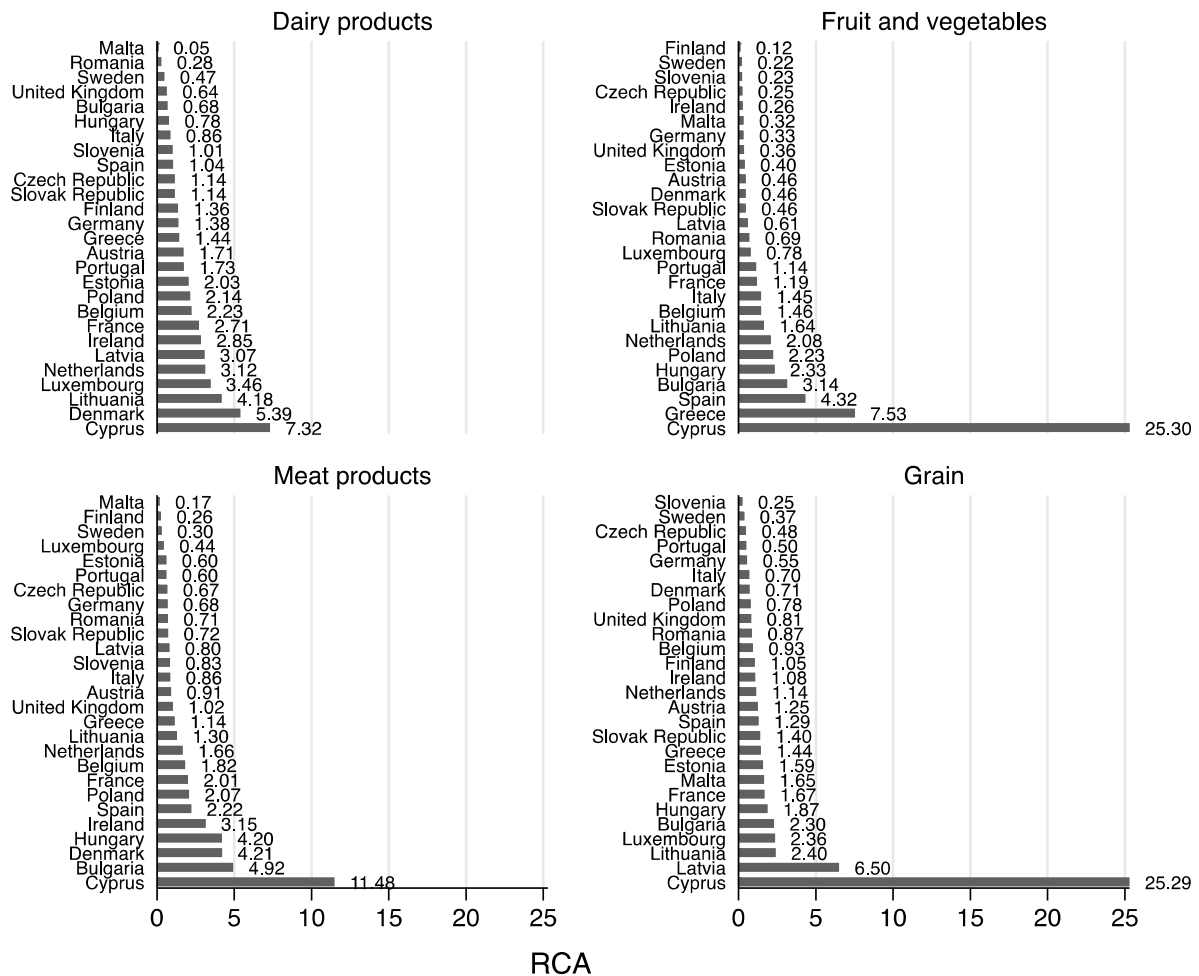 Dairy products
Malta 0.05
Romania 0.28
Sweden 0.47
United Kingdom 0.64
Bulgaria 0.68
Hungary 0.78
Italy 0.86
Slovenia 1.01
Spain 1.04
Czech Republic 1.14
Slovak Republic 1.14
Finland 1.36
Germany 1.38
Greece 1.44
Austria 1.71
Portugal 1.73
Estonia 2.03
Poland 2.14
Belgium 2.23
France 2.71
Ireland 2.85
Latvia 3.07
Netherlands 3.12
Luxembourg 3.46
Lithuania 4.18
Denmark 5.39
Cyprus 7.32
Fruit and vegetables
Finland 0.12
Sweden 0.22
Slovenia 0.23
Czech Republic 0.25
Ireland 0.26
Malta 0.32
Germany 0.33
United Kingdom 0.36
Estonia 0.40
Austria 0.46
Denmark 0.46
Slovak Republic 0.46
Latvia 0.61
Romania 0.69
Luxembourg 0.78
Portugal 1.14
France 1.19
Italy 1.45
Belgium 1.46
Lithuania 1.64
Netherlands 2.08
Poland 2.23
Hungary 2.33
Bulgaria 3.14
Spain 4.32
Greece 7.53
Cyprus 25.30
Meat products
Malta 0.17
Finland 0.26
Sweden 0.30
Luxembourg 0.44
Estonia 0.60
Portugal 0.60
Czech Republic 0.67
Germany 0.68
Romania 0.71
Slovak Republic 0.72
Latvia 0.80
Slovenia 0.83
Italy 0.86
Austria 0.91
United Kingdom 1.02
Greece 1.14
Lithuania 1.30
Netherlands 1.66
Belgium 1.82
France 2.01
Poland 2.07
Spain 2.22
Ireland 3.15
Hungary 4.20
Denmark 4.21
Bulgaria 4.92
Cyprus 11.48
0 5 10 15 20 25
Grain
Slovenia 0.25
Sweden 0.37
Czech Republic 0.48
Portugal 0.50
Germany 0.55
Italy 0.70
Denmark 0.71
Poland 0.78
United Kingdom 0.81
Romania 0.87
Belgium 0.93
Finland 1.05
Ireland 1.08
Netherlands 1.14
Austria 1.25
Spain 1.29
Slovak Republic 1.40
Greece 1.44
Estonia 1.59
Malta 1.65
France 1.67
Hungary 1.87
Bulgaria 2.30
Luxembourg 2.36
Lithuania 2.40
Latvia 6.50
Cyprus 25.29
0 5 10 15 20 25
RCA